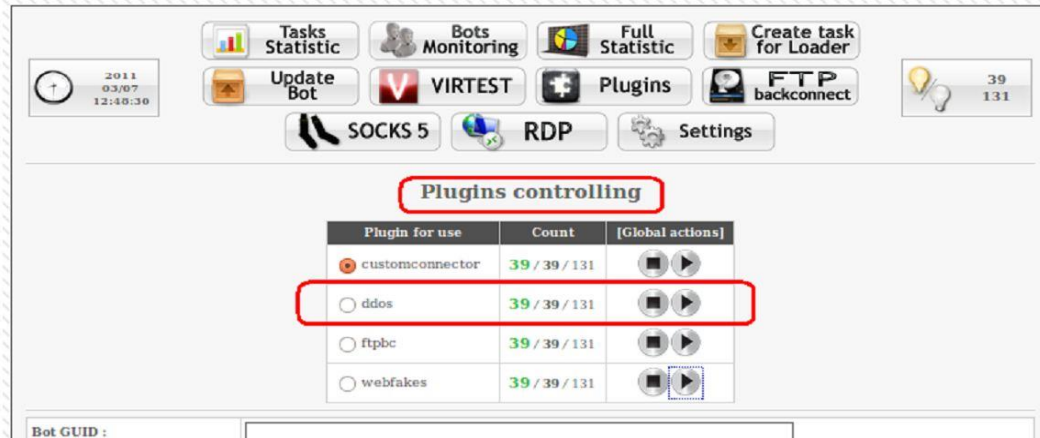 Tasks Statistic
Bots Monitoring
Full Statistic
Create task for Loader
2011
03/07
12:48:30
Update Bot
VIRTEST
Plugins
FTP backconnect
39
131
SOCKS 5
RDP
Settings
Plugins controlling
Plugin for use Count [Global actions]
customconnector 39/39/131
ddos 39/39/131
ftpbc 39/39/131
webfakes 39/39/131
Bot GUID :